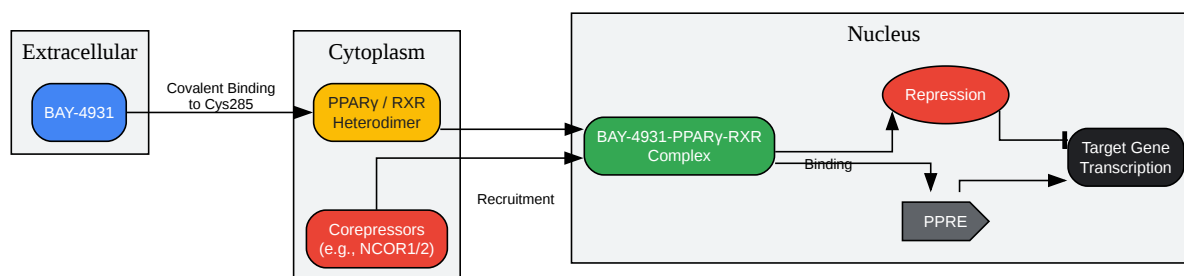 Extracellular
BAY-4931
Covalent Binding
to Cys285
Cytoplasm
PPARγ / RXR
Heterodimer
Corepressors
(e.g., NCOR1/2)
Recruitment
Nucleus
BAY-4931-PPARγ-RXR
Complex
Repression
Binding
PPRE
Target Gene
Transcription